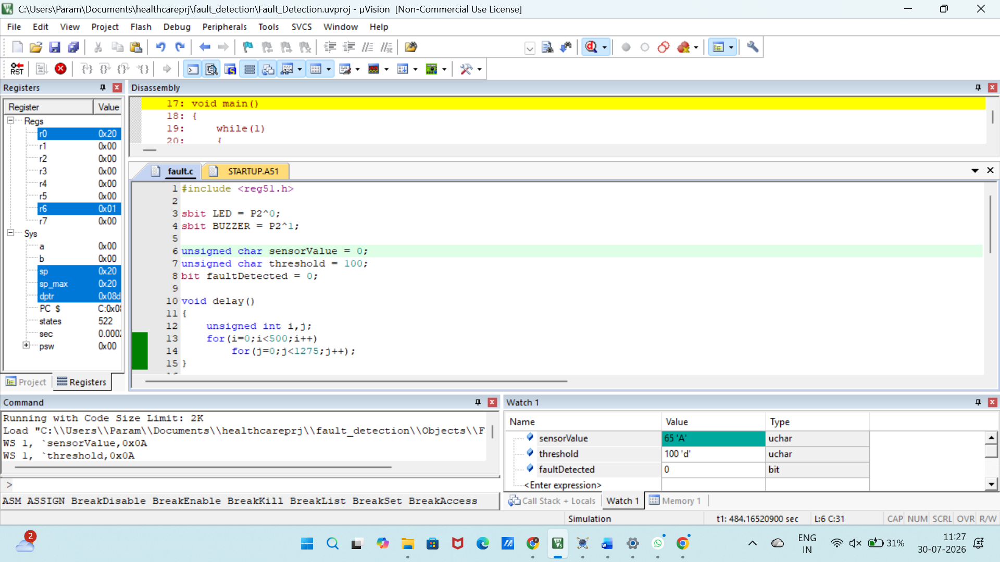 C:\Users\Param\Documents\healthcareprj\fault_detection\Fault_Detection.uvproj - µVision  [Non-Commercial Use License]
File Edit View Project Flash Debug Peripherals Tools SVCS Window Help
RST
Registers
Register Value
Regs
r0 0x20
r1 0x00
r2 0x00
r3 0x00
r4 0x00
r5 0x00
r6 0x01
r7 0x00
Sys
a 0x00
b 0x00
sp 0x20
sp_max 0x20
dptr 0x08d
PC $ C:0x08
states 522
sec 0.0002
psw 0x00
Project Registers
Disassembly
17: void main()
18: {
19:     while(1)
20:     {
fault.c STARTUP.A51
1 #include <reg51.h>
2
3 sbit LED = P2^0;
4 sbit BUZZER = P2^1;
5
6 unsigned char sensorValue = 0;
7 unsigned char threshold = 100;
8 bit faultDetected = 0;
9
10 void delay()
11 {
12     unsigned int i,j;
13     for(i=0;i<500;i++)
14         for(j=0;j<1275;j++);
15 }
Command
Running with Code Size Limit: 2K
Load "C:\\Users\\Param\\Documents\\healthcareprj\\fault_detection\\Objects\\F
WS 1, `sensorValue,0x0A
WS 1, `threshold,0x0A
>
ASM ASSIGN BreakDisable BreakEnable BreakKill BreakList BreakSet BreakAccess
Watch 1
Name Value Type
sensorValue 65 'A' uchar
threshold 100 'd' uchar
faultDetected 0 bit
<Enter expression>
Call Stack + Locals Watch 1 Memory 1
Simulation t1: 484.16520900 sec L:6 C:31 CAP NUM SCRL OVR R/W
2
ENG
IN
31%
11:27
30-07-2026